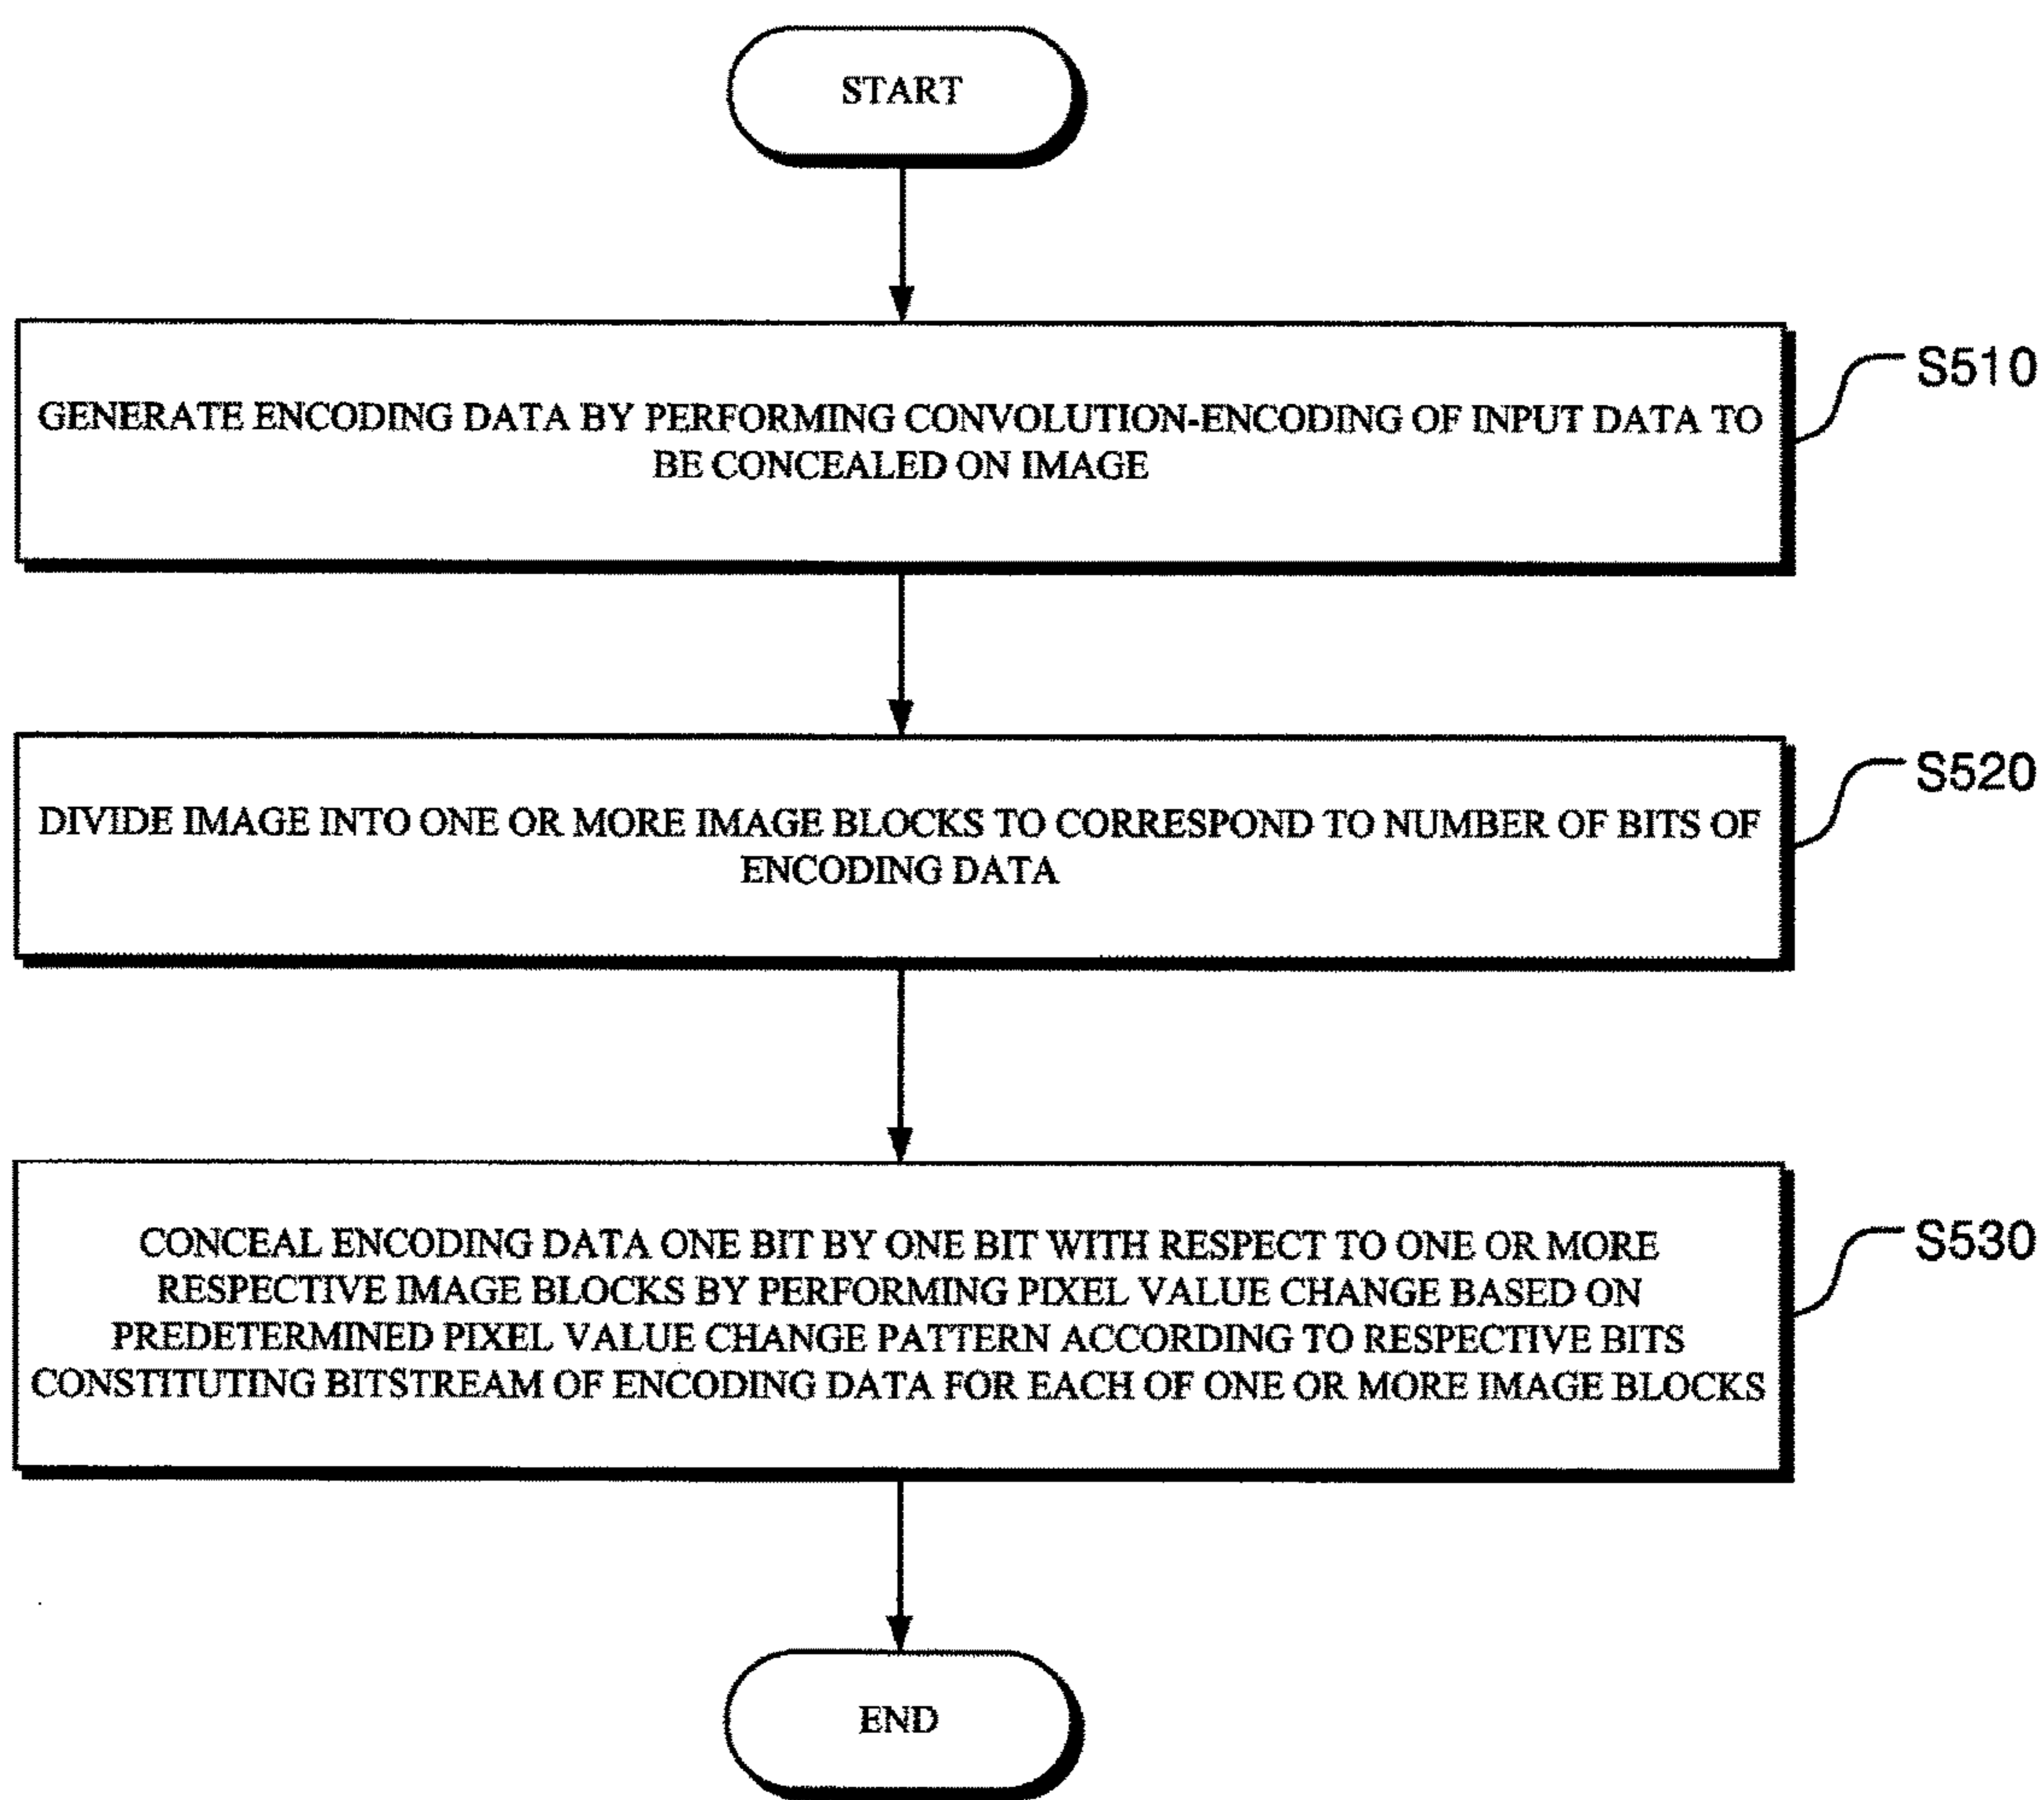 START
GENERATE ENCODING DATA BY PERFORMING CONVOLUTION-ENCODING OF INPUT DATA TO
BE CONCEALED ON IMAGE
S510
DIVIDE IMAGE INTO ONE OR MORE IMAGE BLOCKS TO CORRESPOND TO NUMBER OF BITS OF
ENCODING DATA
S520
CONCEAL ENCODING DATA ONE BIT BY ONE BIT WITH RESPECT TO ONE OR MORE
RESPECTIVE IMAGE BLOCKS BY PERFORMING PIXEL VALUE CHANGE BASED ON
PREDETERMINED PIXEL VALUE CHANGE PATTERN ACCORDING TO RESPECTIVE BITS
CONSTITUTING BITSTREAM OF ENCODING DATA FOR EACH OF ONE OR MORE IMAGE BLOCKS
S530
END